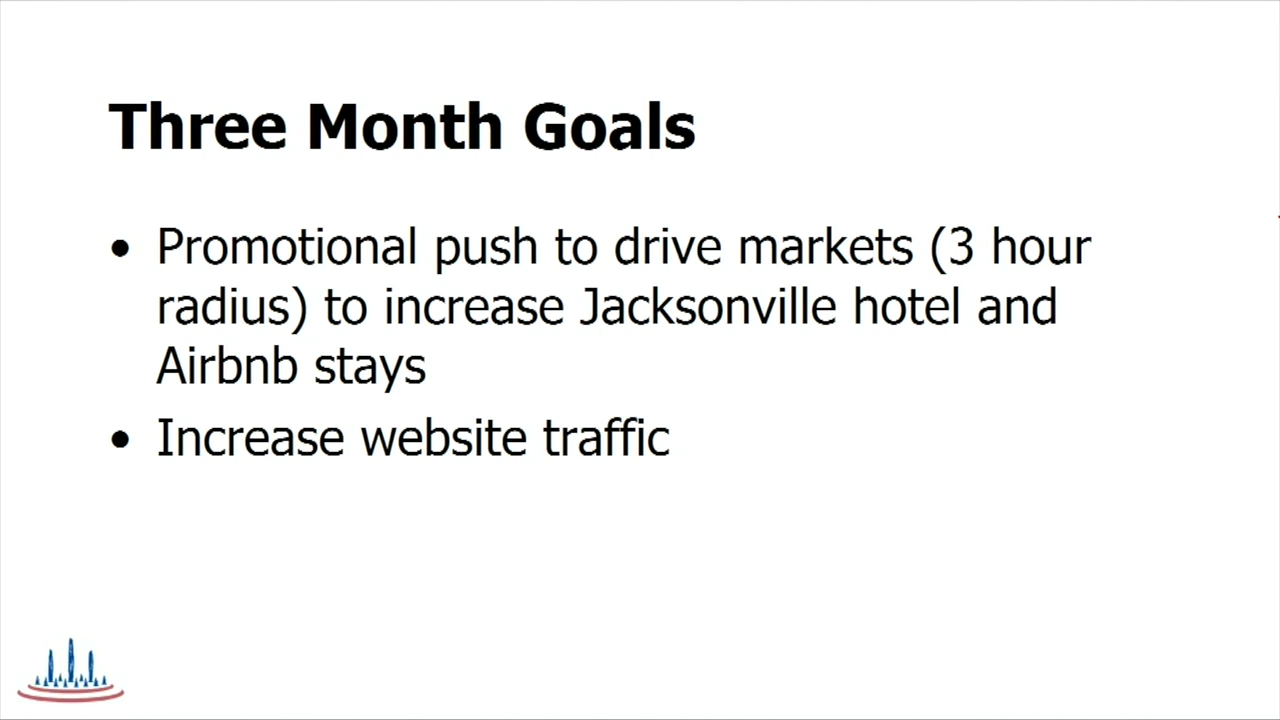 Three Month Goals
• Promotional push to drive markets (3 hour
radius) to increase Jacksonville hotel and
Airbnb stays
• Increase website traffic